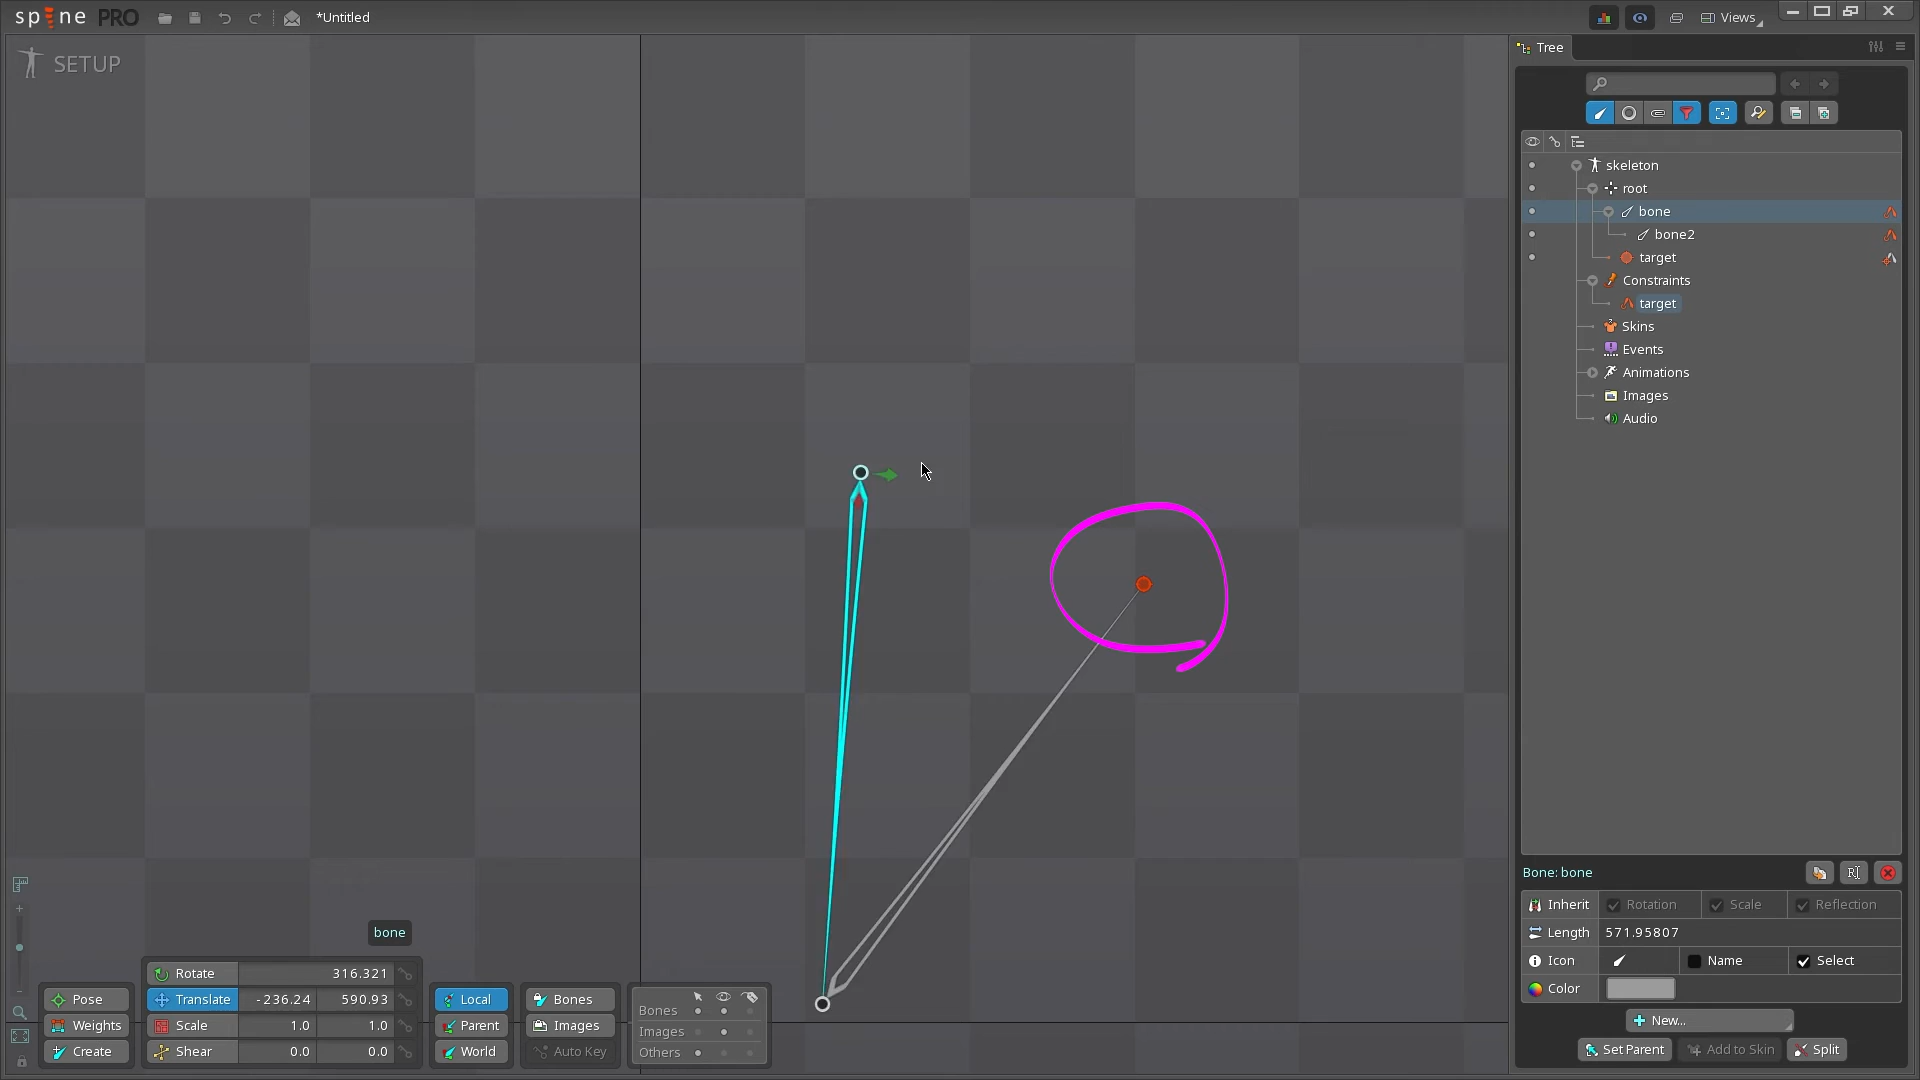 spine PRO
*Untitled
Views
SETUP
Tree
skeleton
root
bone
bone2
target
Constraints
target
Skins
Events
Animations
Images
Audio
Bone: bone
Inherit Rotation Scale Reflection
Length 571.95807
Icon Name Select
Color
New...
Set Parent Add to Skin Split
bone
Pose
Weights
Create
Rotate 316.321
Translate -236.24 590.93
Scale 1.0 1.0
Shear 0.0 0.0
Local
Parent
World
Bones
Images
Auto Key
Bones
Images
Others